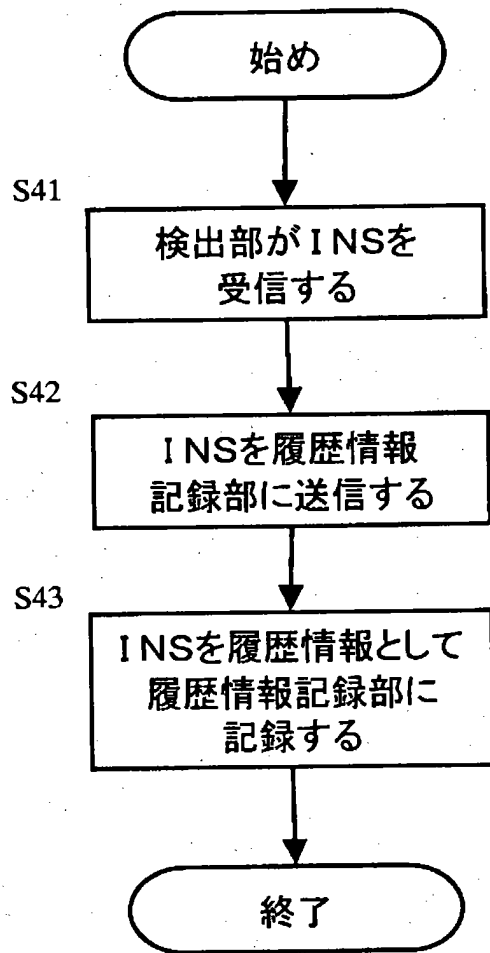 始め
S41
検出部がINSを
受信する
S42
INSを履歴情報
記録部に送信する
S43
INSを履歴情報として
履歴情報記録部に
記録する
終了